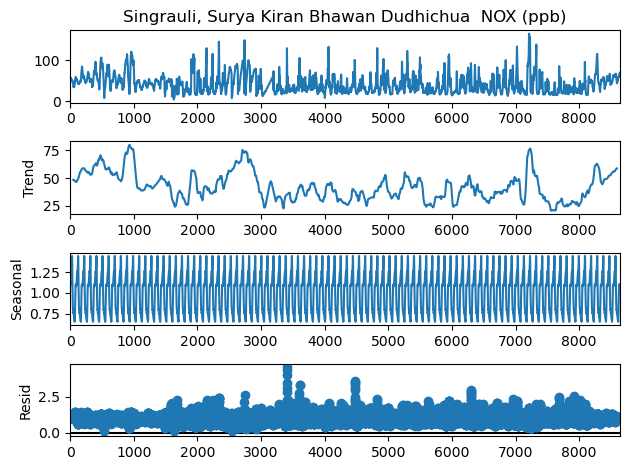 Singrauli, Surya Kiran Bhawan Dudhichua  NOX (ppb)
100
0
0 1000 2000 3000 4000 5000 6000 7000 8000
Trend
75
50
25
0 1000 2000 3000 4000 5000 6000 7000 8000
Seasonal
1.25
1.00
0.75
0 1000 2000 3000 4000 5000 6000 7000 8000
Resid
2.5
0.0
0 1000 2000 3000 4000 5000 6000 7000 8000